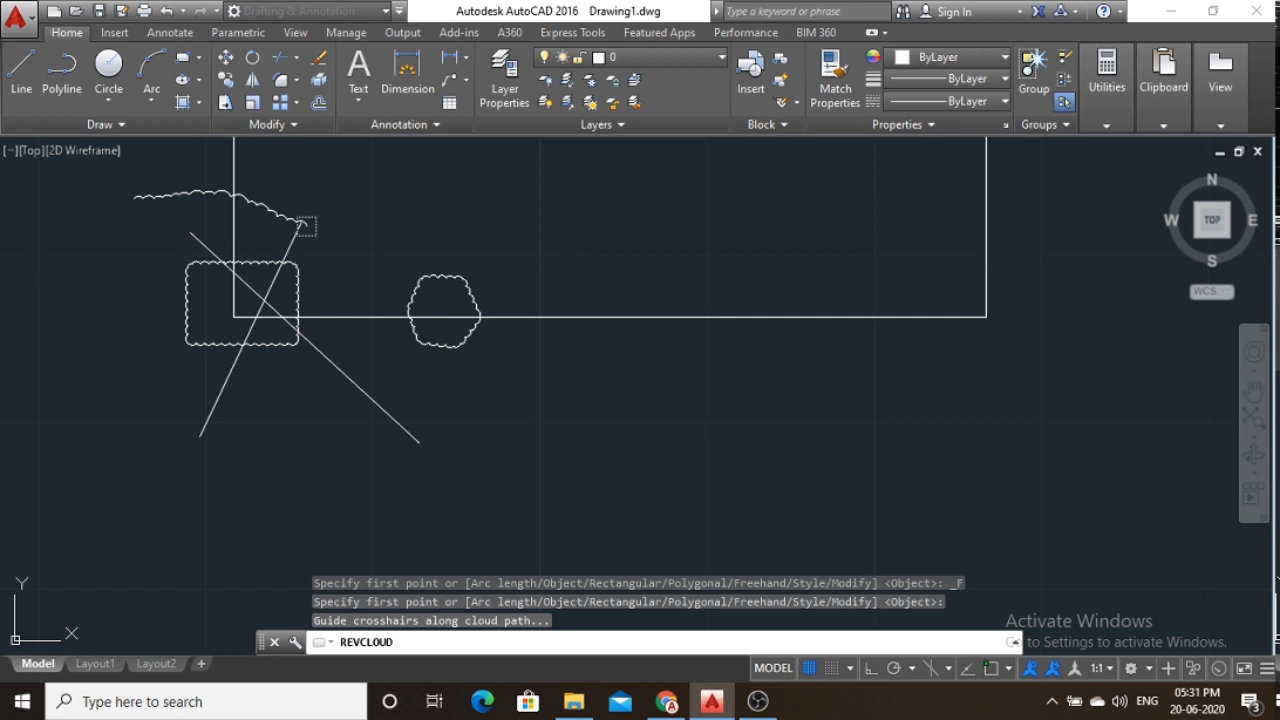 Drafting & Annotation
Autodesk AutoCAD 2016 Drawing1.dwg
Type a keyword or phrase
Sign In
Home Insert Annotate Parametric View Manage Output Add-ins A360 Express Tools Featured Apps Performance BIM 360
Line Polyline Circle Arc
Text Dimension
Layer Properties
0
Insert
Match Properties
ByLayer
ByLayer
ByLayer
Group
Utilities Clipboard View
Draw Modify Annotation Layers Block Properties Groups
[−][Top][2D Wireframe]
N
W TOP E
S
WCS
Y
X
Specify first point or [Arc length/Object/Rectangular/Polygonal/Freehand/Style/Modify] <Object>: _F
Specify first point or [Arc length/Object/Rectangular/Polygonal/Freehand/Style/Modify] <Object>:
Guide crosshairs along cloud path...
REVCLOUD
Activate Windows
to Settings to activate Windows.
Model Layout1 Layout2 +
MODEL 1:1
Type here to search
ENG
05:31 PM
20-06-2020
3